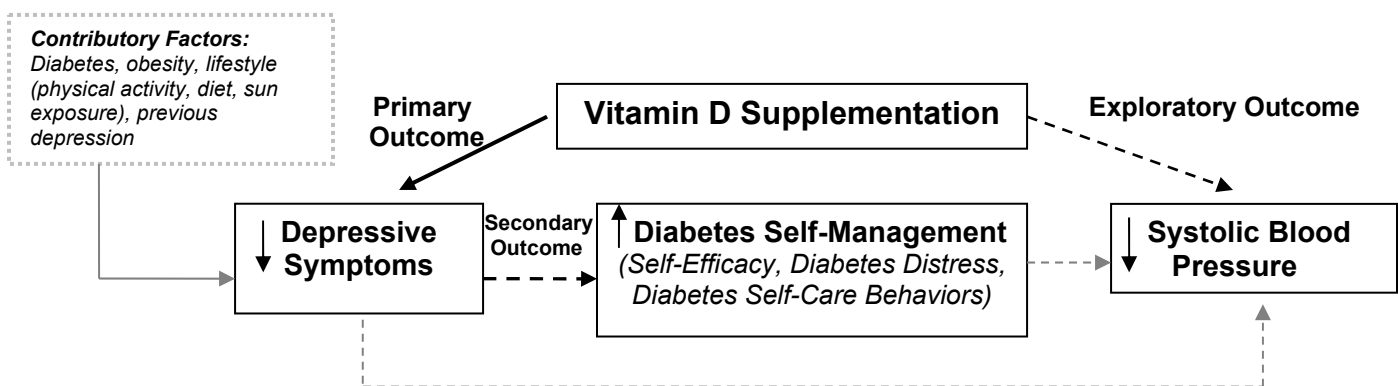 Contributory Factors:
Diabetes, obesity, lifestyle
(physical activity, diet, sun
exposure), previous
depression
Primary
Outcome
Vitamin D Supplementation
Exploratory Outcome
↓ Depressive
Symptoms
Secondary
Outcome
↑ Diabetes Self-Management
(Self-Efficacy, Diabetes Distress,
Diabetes Self-Care Behaviors)
↓ Systolic Blood
Pressure